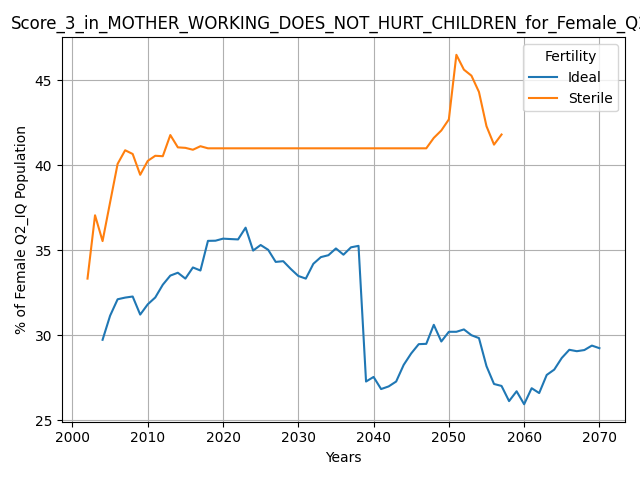 Score_3_in_MOTHER_WORKING_DOES_NOT_HURT_CHILDREN_for_Female_Q
% of Female Q2_IQ Population
45
40
35
30
25
Fertility
Ideal
Sterile
2000 2010 2020 2030 2040 2050 2060 2070
Years